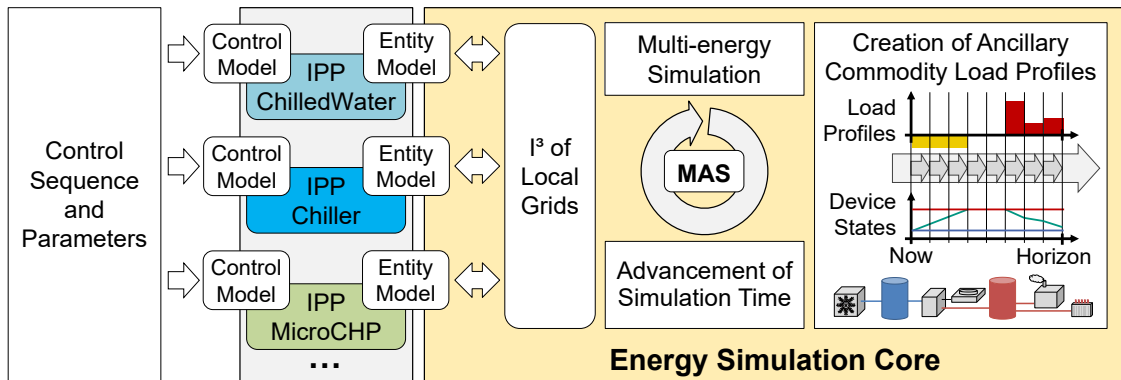 Control
Sequence
and
Parameters
Control
Model
Entity
Model
IPP
ChilledWater
Control
Model
Entity
Model
IPP
Chiller
Control
Model
Entity
Model
IPP
MicroCHP
...
I³ of
Local
Grids
Multi-energy
Simulation
MAS
Advancement of
Simulation Time
Creation of Ancillary
Commodity Load Profiles
Load
Profiles
Device
States
Now
Horizon
Energy Simulation Core